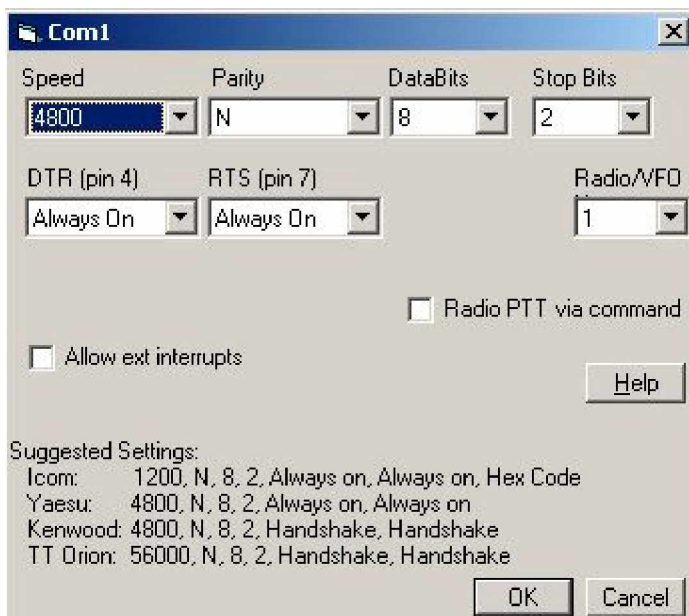 Com1
Speed Parity DataBits Stop Bits
4800 N 8 2
DTR (pin 4) RTS (pin 7) Radio/VFO
Always On Always On 1
Radio PTT via command
Allow ext interrupts
Help
Suggested Settings:
Icom: 1200, N, 8, 2, Always on, Always on, Hex Code
Yaesu: 4800, N, 8, 2, Always on, Always on
Kenwood: 4800, N, 8, 2, Handshake, Handshake
TT Orion: 56000, N, 8, 2, Handshake, Handshake
OK Cancel